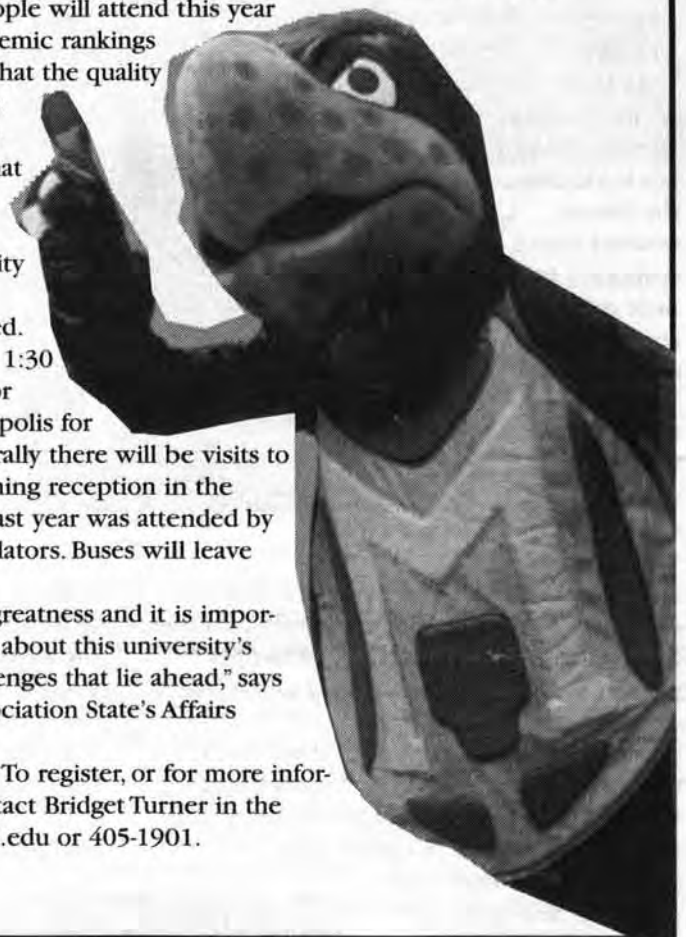 ople will attend this year
emic rankings
hat the quality
nat
ity
ed.
1:30
or
polis for
rally there will be visits to
ning reception in the
ast year was attended by
lators. Buses will leave
greatness and it is impor-
about this university's
enges that lie ahead," says
ciation State's Affairs
To register, or for more infor-
tact Bridget Turner in the
.edu or 405-1901.